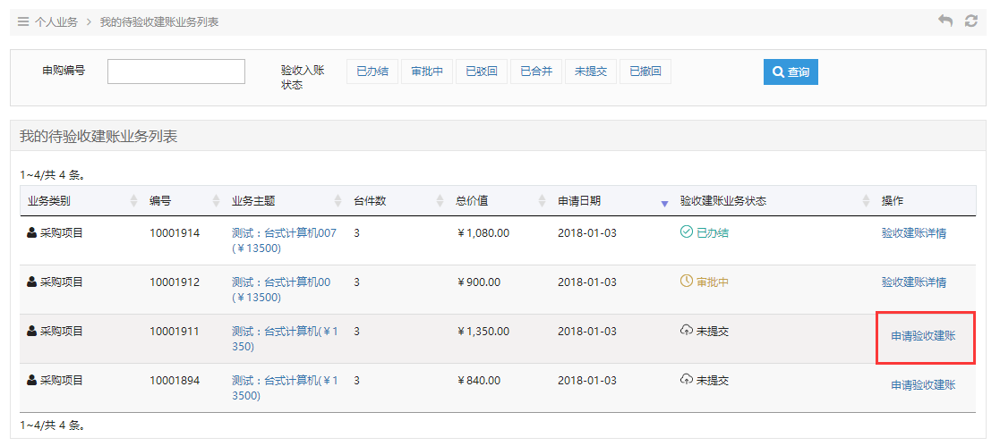 个人业务 > 我的待验收建账业务列表
申购编号 验收入账 已办结 审批中 已驳回 已合并 未提交 已撤回 查询
状态
我的待验收建账业务列表
1~4/共 4 条。
业务类别 编号 业务主题 台件数 总价值 申请日期 验收建账业务状态 操作
采购项目 10001914 测试：台式计算机007 3 ￥1,080.00 2018-01-03 已办结 验收建账详情
(￥13500)
采购项目 10001912 测试：台式计算机00 3 ￥900.00 2018-01-03 审批中 验收建账详情
(￥13500)
采购项目 10001911 测试：台式计算机(￥1 3 ￥1,350.00 2018-01-03 未提交 申请验收建账
350)
采购项目 10001894 测试：台式计算机(￥1 3 ￥840.00 2018-01-03 未提交 申请验收建账
3500)
1~4/共 4 条。